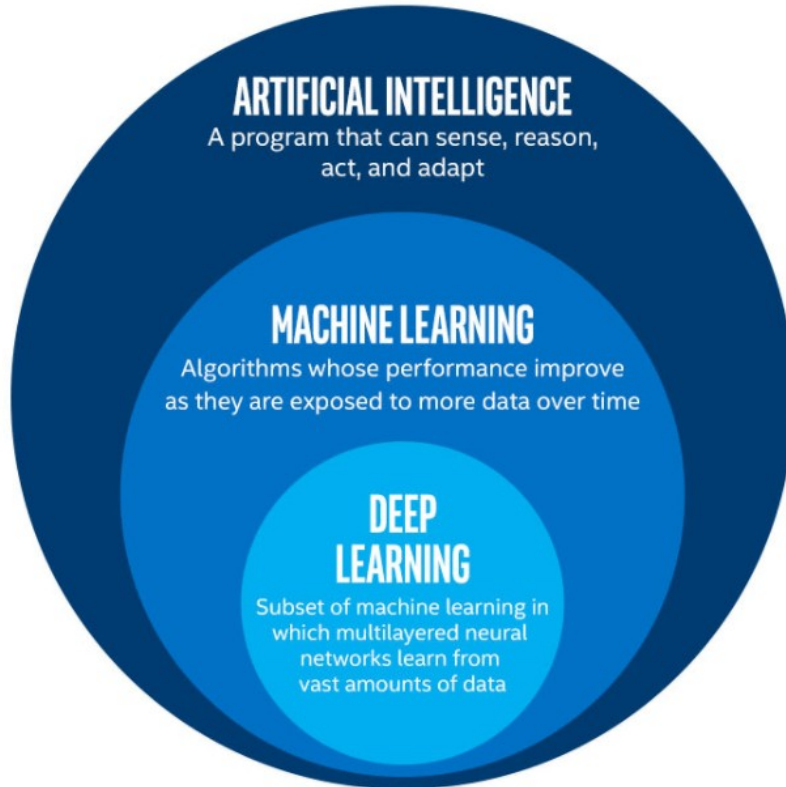 ARTIFICIAL INTELLIGENCE
A program that can sense, reason,
act, and adapt
MACHINE LEARNING
Algorithms whose performance improve
as they are exposed to more data over time
DEEP
LEARNING
Subset of machine learning in
which multilayered neural
networks learn from
vast amounts of data